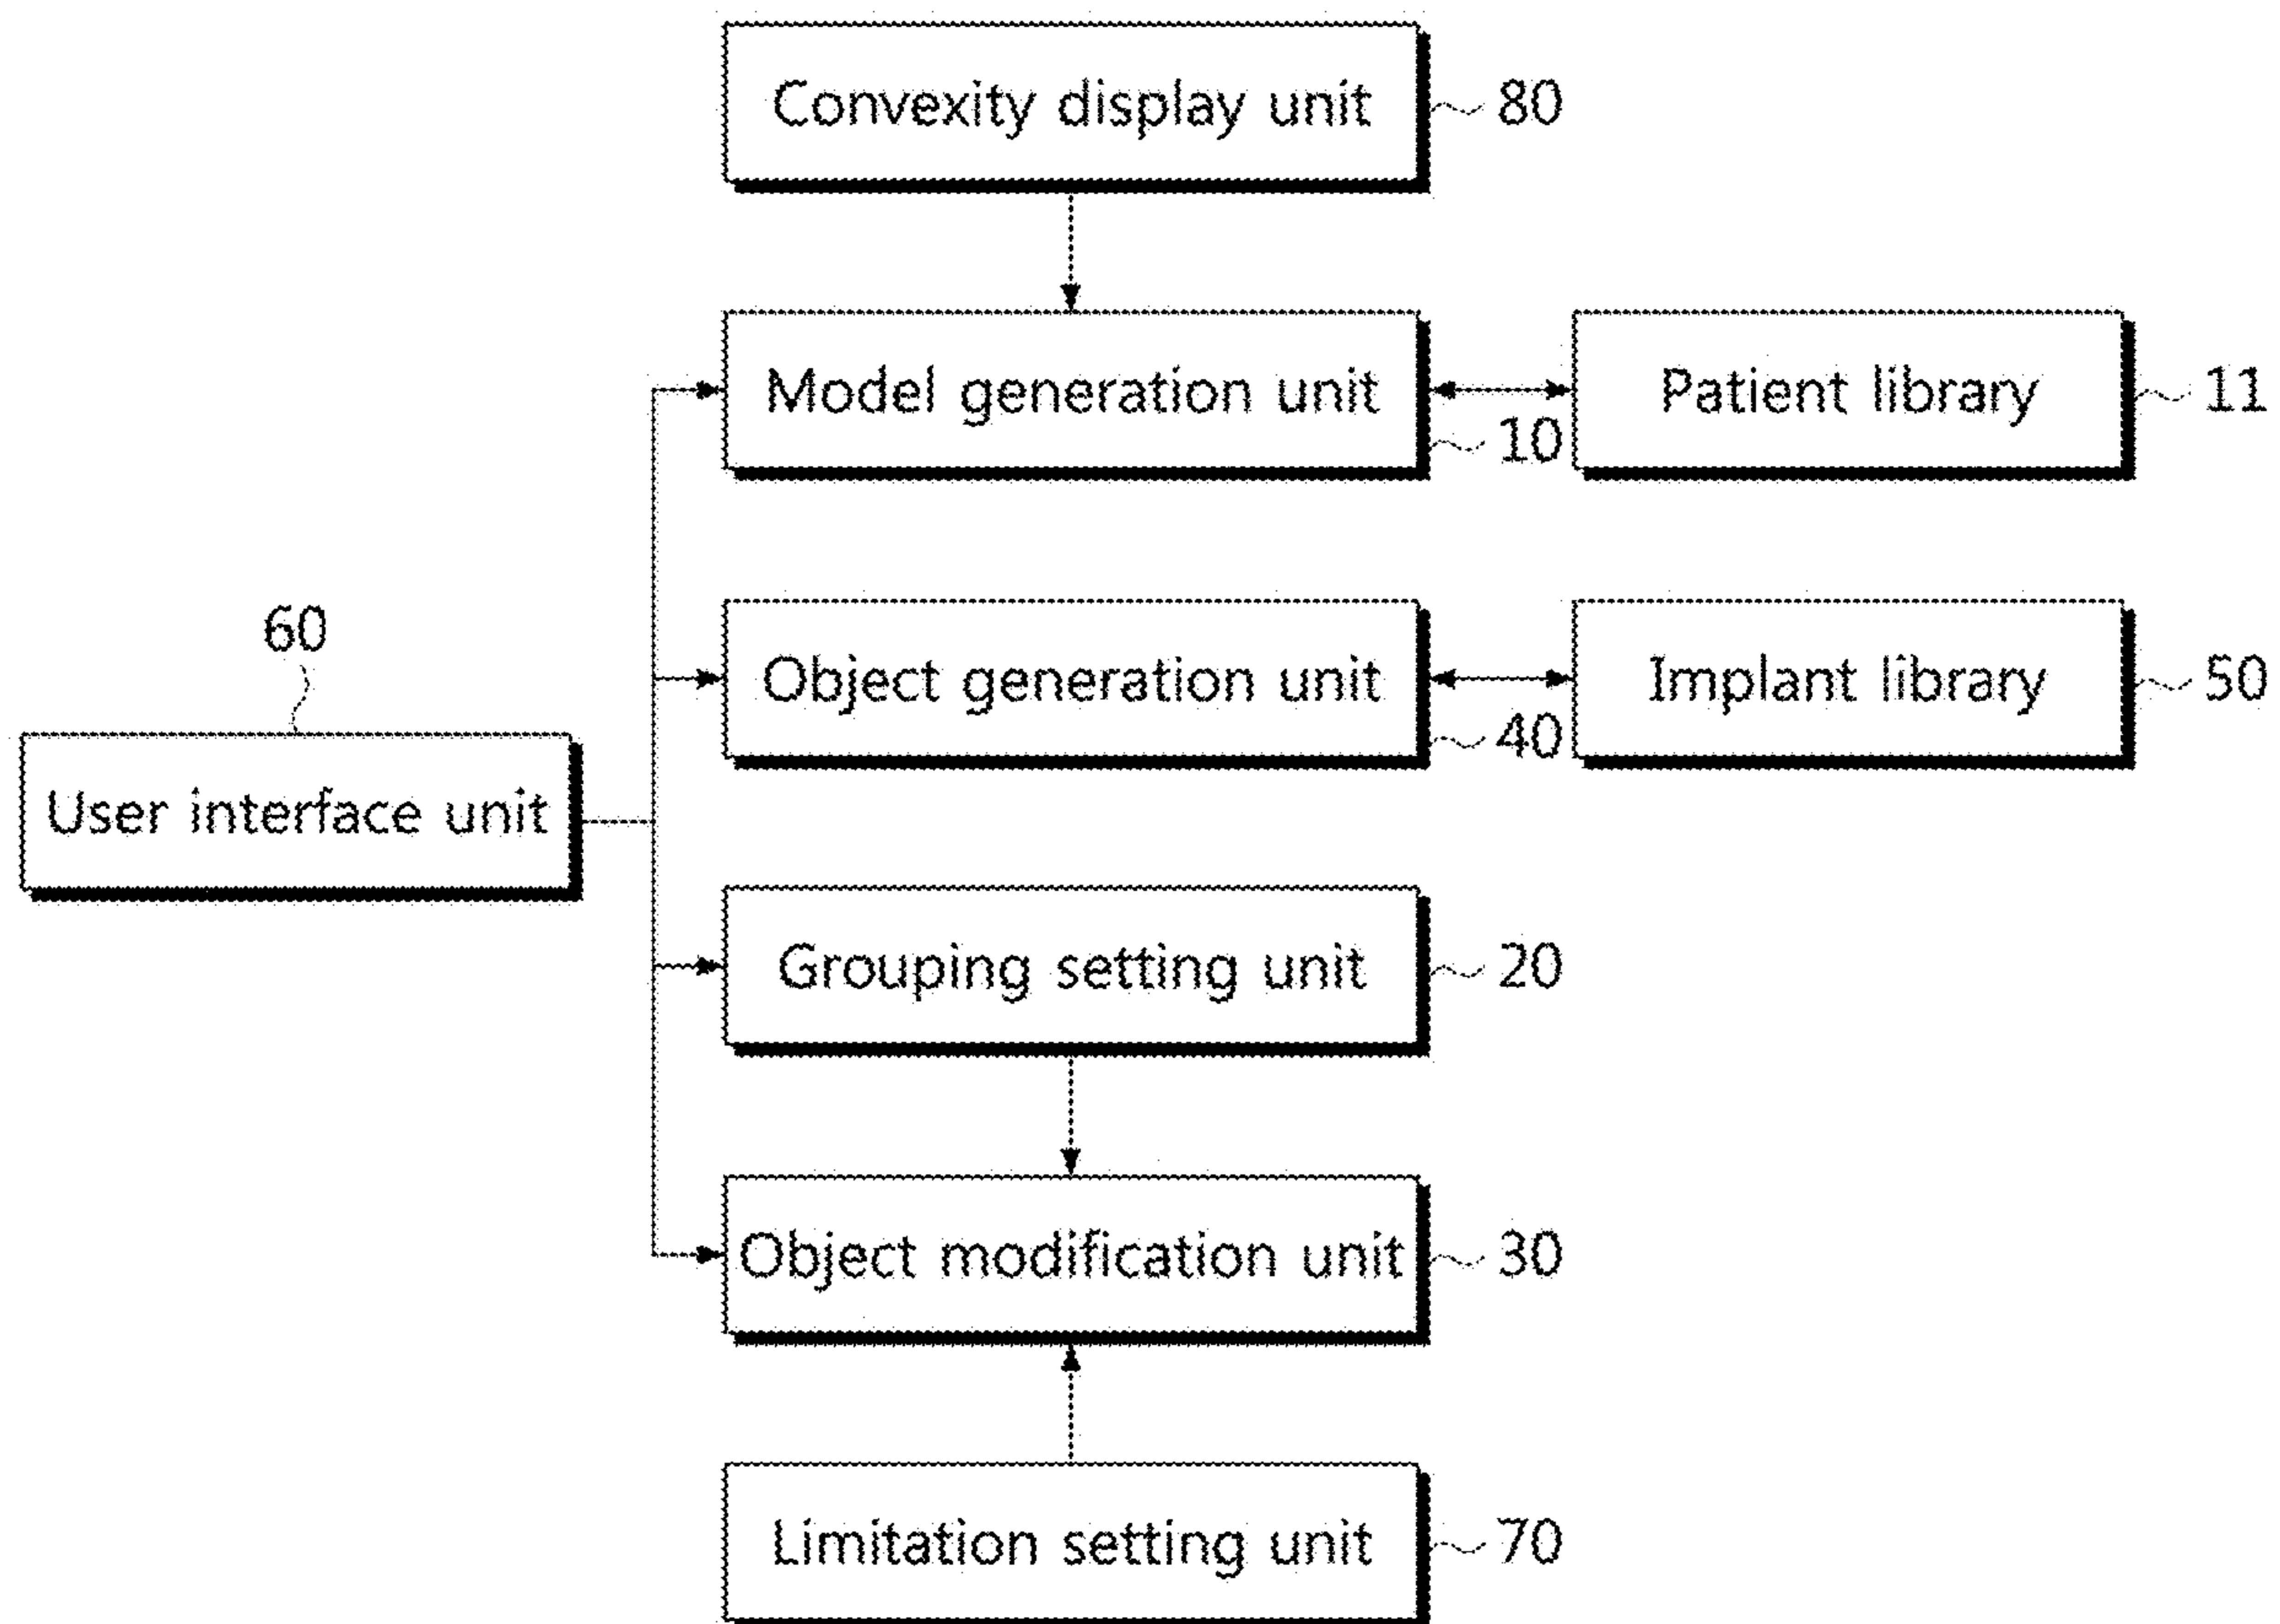 Convexity display unit 80
Model generation unit 10
Patient library 11
60
Object generation unit 40
Implant library 50
User interface unit
Grouping setting unit 20
Object modification unit 30
Limitation setting unit 70